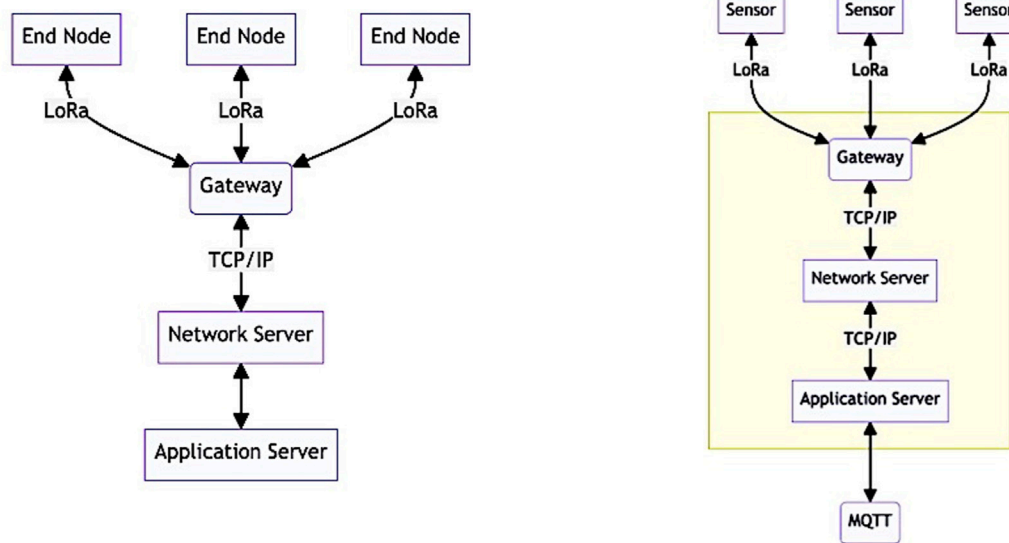 End Node
End Node
End Node
LoRa
LoRa
LoRa
Gateway
TCP/IP
Network Server
Application Server
Sensor
Sensor
Sensor
LoRa
LoRa
LoRa
Gateway
TCP/IP
Network Server
TCP/IP
Application Server
MQTT